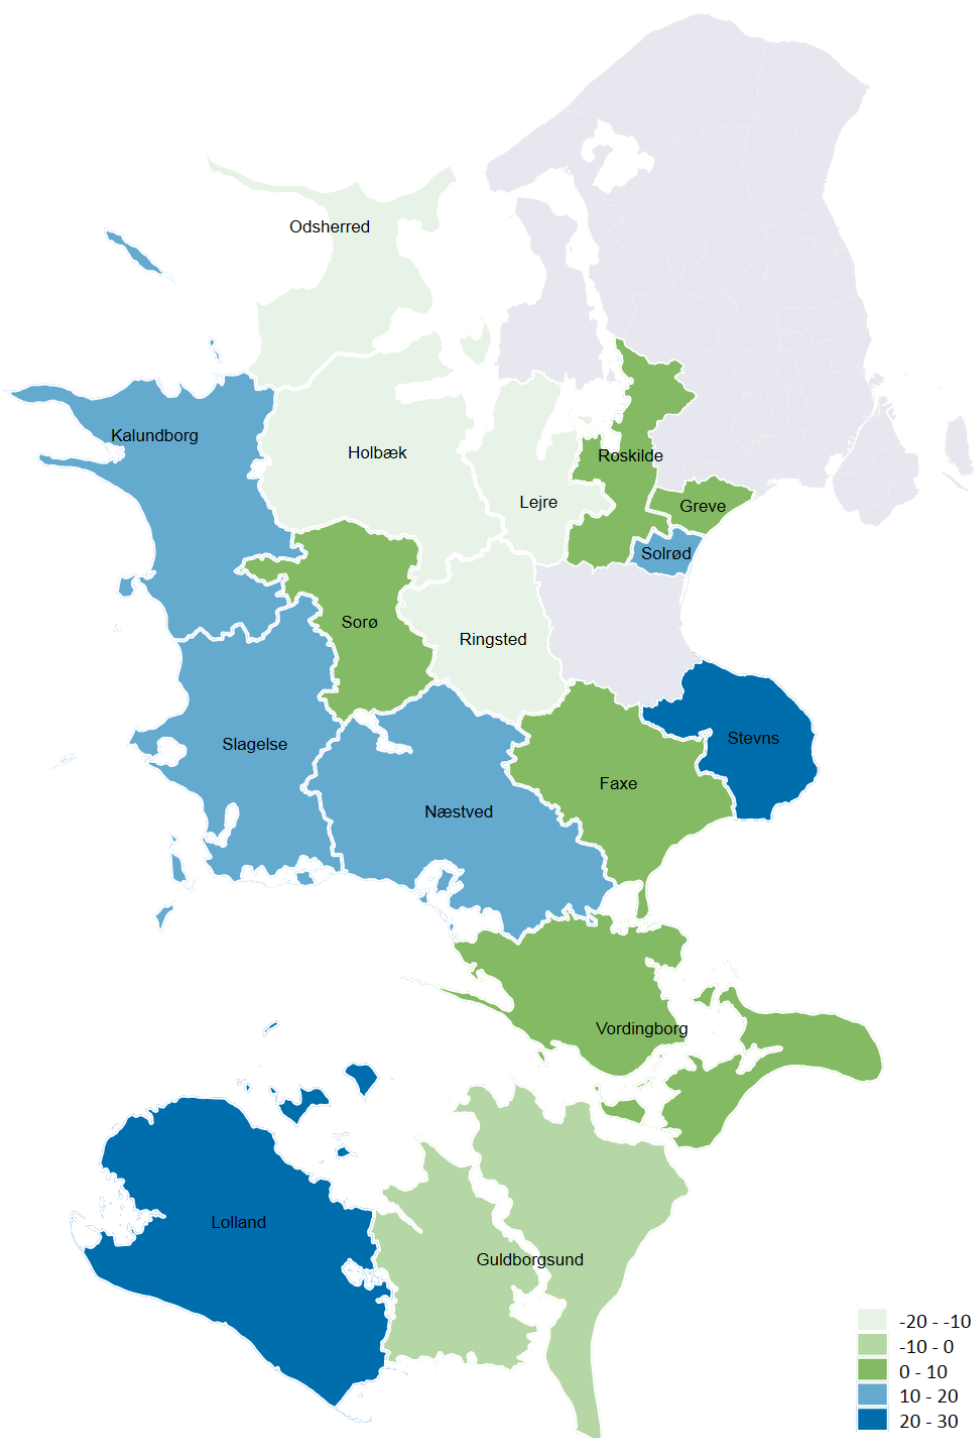 Odsherred
Kalundborg
Holbæk
Roskilde
Lejre
Greve
Solrød
Sorø
Ringsted
Stevns
Slagelse
Faxe
Næstved
Vordingborg
Lolland
Guldborgsund
-20 - -10
-10 - 0
0 - 10
10 - 20
20 - 30